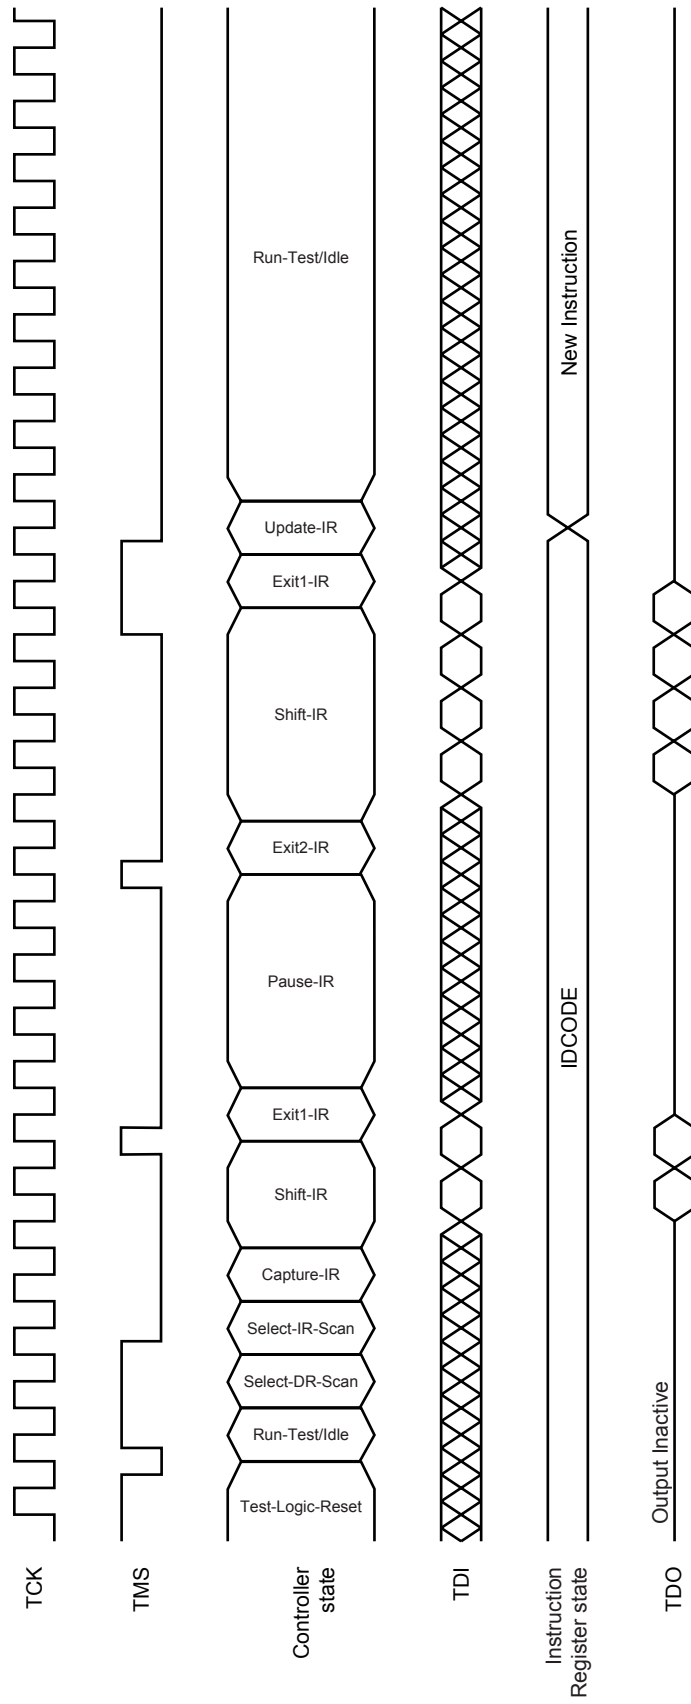 TCK
TMS
Controller
state
Test-Logic-Reset
Run-Test/Idle
Select-DR-Scan
Select-IR-Scan
Capture-IR
Shift-IR
Exit1-IR
Pause-IR
Exit2-IR
Shift-IR
Exit1-IR
Update-IR
Run-Test/Idle
TDI
Instruction
Register state
IDCODE
New Instruction
TDO
Output Inactive